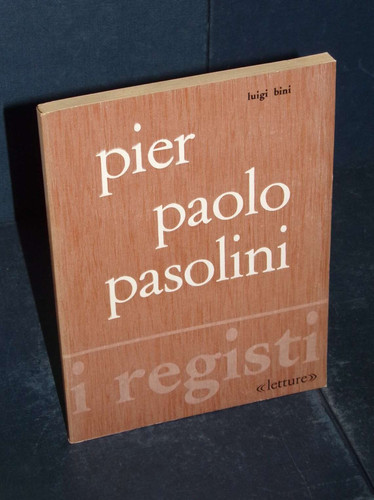 luigi bini
pier
paolo
pasolini
i registi
«letture»